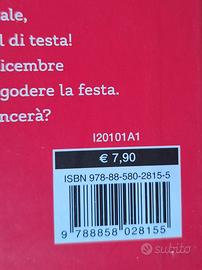 ale,
l di testa!
icembre
godere la festa.
ncerà?
I20101A1
€ 7,90
ISBN 978-88-580-2815-5
9 788858 028155
subito